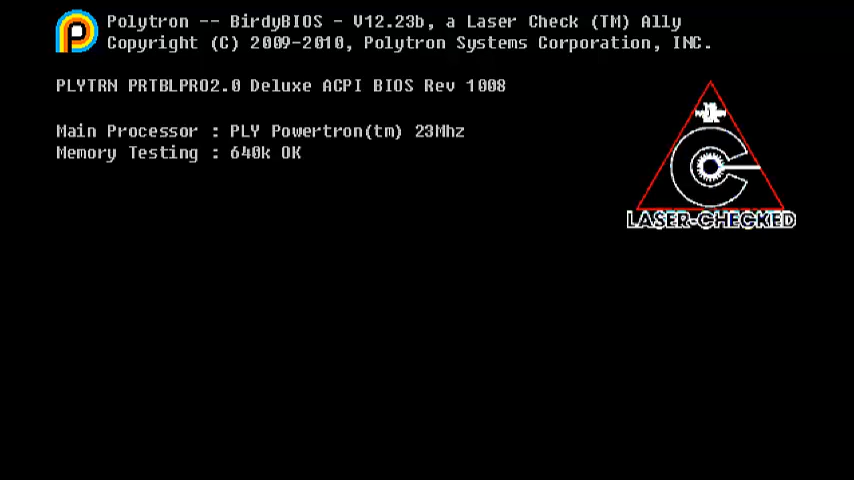 Polytron -- BirdyBIOS - V12.23b, a Laser Check (TM) Ally
Copyright (C) 2009-2010, Polytron Systems Corporation, INC.
PLYTRN PRTBLPRO2.0 Deluxe ACPI BIOS Rev 1008
Main Processor : PLY Powertron(tm) 23Mhz
Memory Testing : 640k OK
LASER-CHECKED